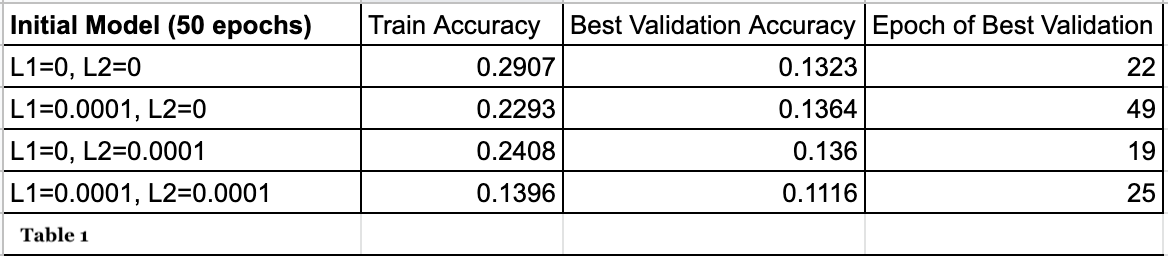 Initial Model (50 epochs) Train Accuracy Best Validation Accuracy Epoch of Best Validation
L1=0, L2=0 0.2907 0.1323 22
L1=0.0001, L2=0 0.2293 0.1364 49
L1=0, L2=0.0001 0.2408 0.136 19
L1=0.0001, L2=0.0001 0.1396 0.1116 25
Table 1